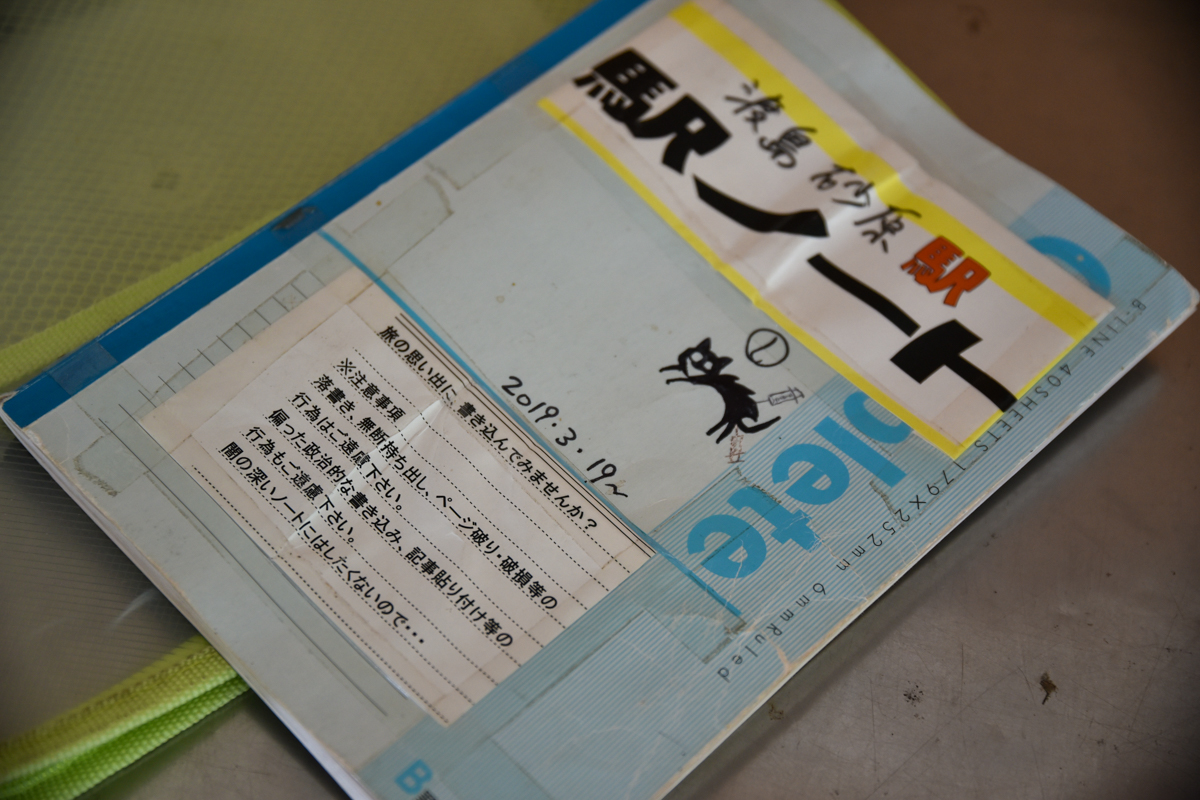 渡島砂原駅
駅ノート
①
2019.3.19~
旅の思い出に、書き込んでみませんか？
※注意事項
落書き、無断持ち出し、ページ破り・破損等の
行為はご遠慮下さい。
偏った政治的な書き込み、記事貼り付け等の
行為もご遠慮下さい。
闇の深いノートにはしたくないので・・・
plete
B-LINE 40SHEETS 179×252mm 6mmRuled
B